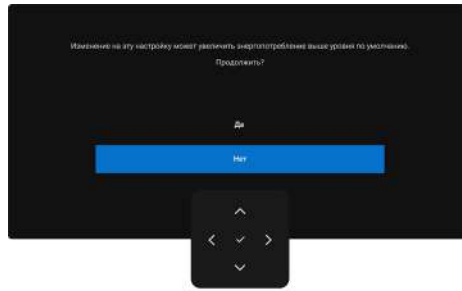 Изменение на эту настройку может увеличить энергопотребление выше уровня по умолчанию.
Продолжить?
Да
Нет